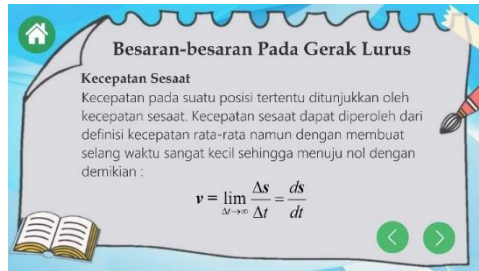 Besaran-besaran Pada Gerak Lurus
Kecepatan Sesaat
Kecepatan pada suatu posisi tertentu ditunjukkan oleh
kecepatan sesaat. Kecepatan sesaat dapat diperoleh dari
definisi kecepatan rata-rata namun dengan membuat
selang waktu sangat kecil sehingga menuju nol dengan
demikian :
v = lim Δt→∞ Δs/Δt = ds/dt